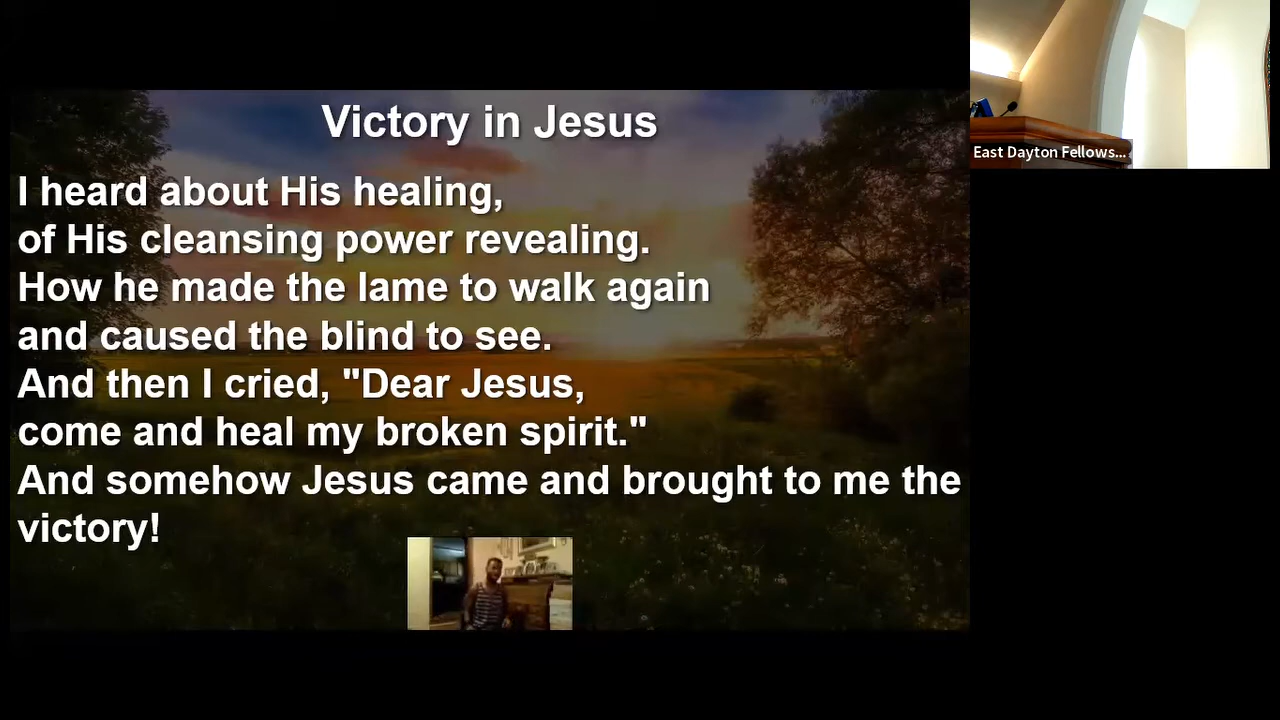 Victory in Jesus
I heard about His healing,
of His cleansing power revealing.
How he made the lame to walk again
and caused the blind to see.
And then I cried, "Dear Jesus,
come and heal my broken spirit."
And somehow Jesus came and brought to me the
victory!
East Dayton Fellows...